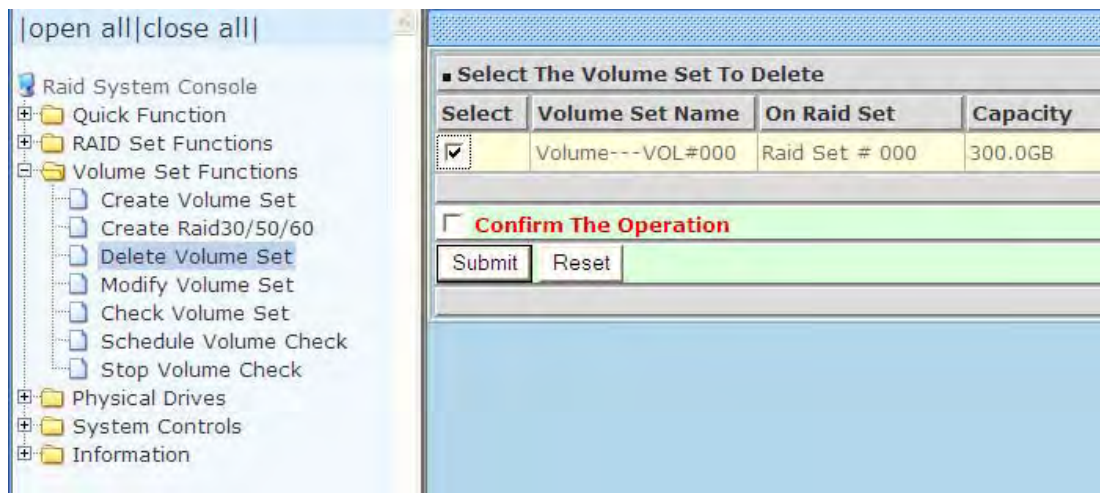 |open all|close all|
Raid System Console
Quick Function
RAID Set Functions
Volume Set Functions
Create Volume Set
Create Raid30/50/60
Delete Volume Set
Modify Volume Set
Check Volume Set
Schedule Volume Check
Stop Volume Check
Physical Drives
System Controls
Information
Select The Volume Set To Delete
Select Volume Set Name On Raid Set Capacity
Volume---VOL#000 Raid Set # 000 300.0GB
Confirm The Operation
Submit Reset